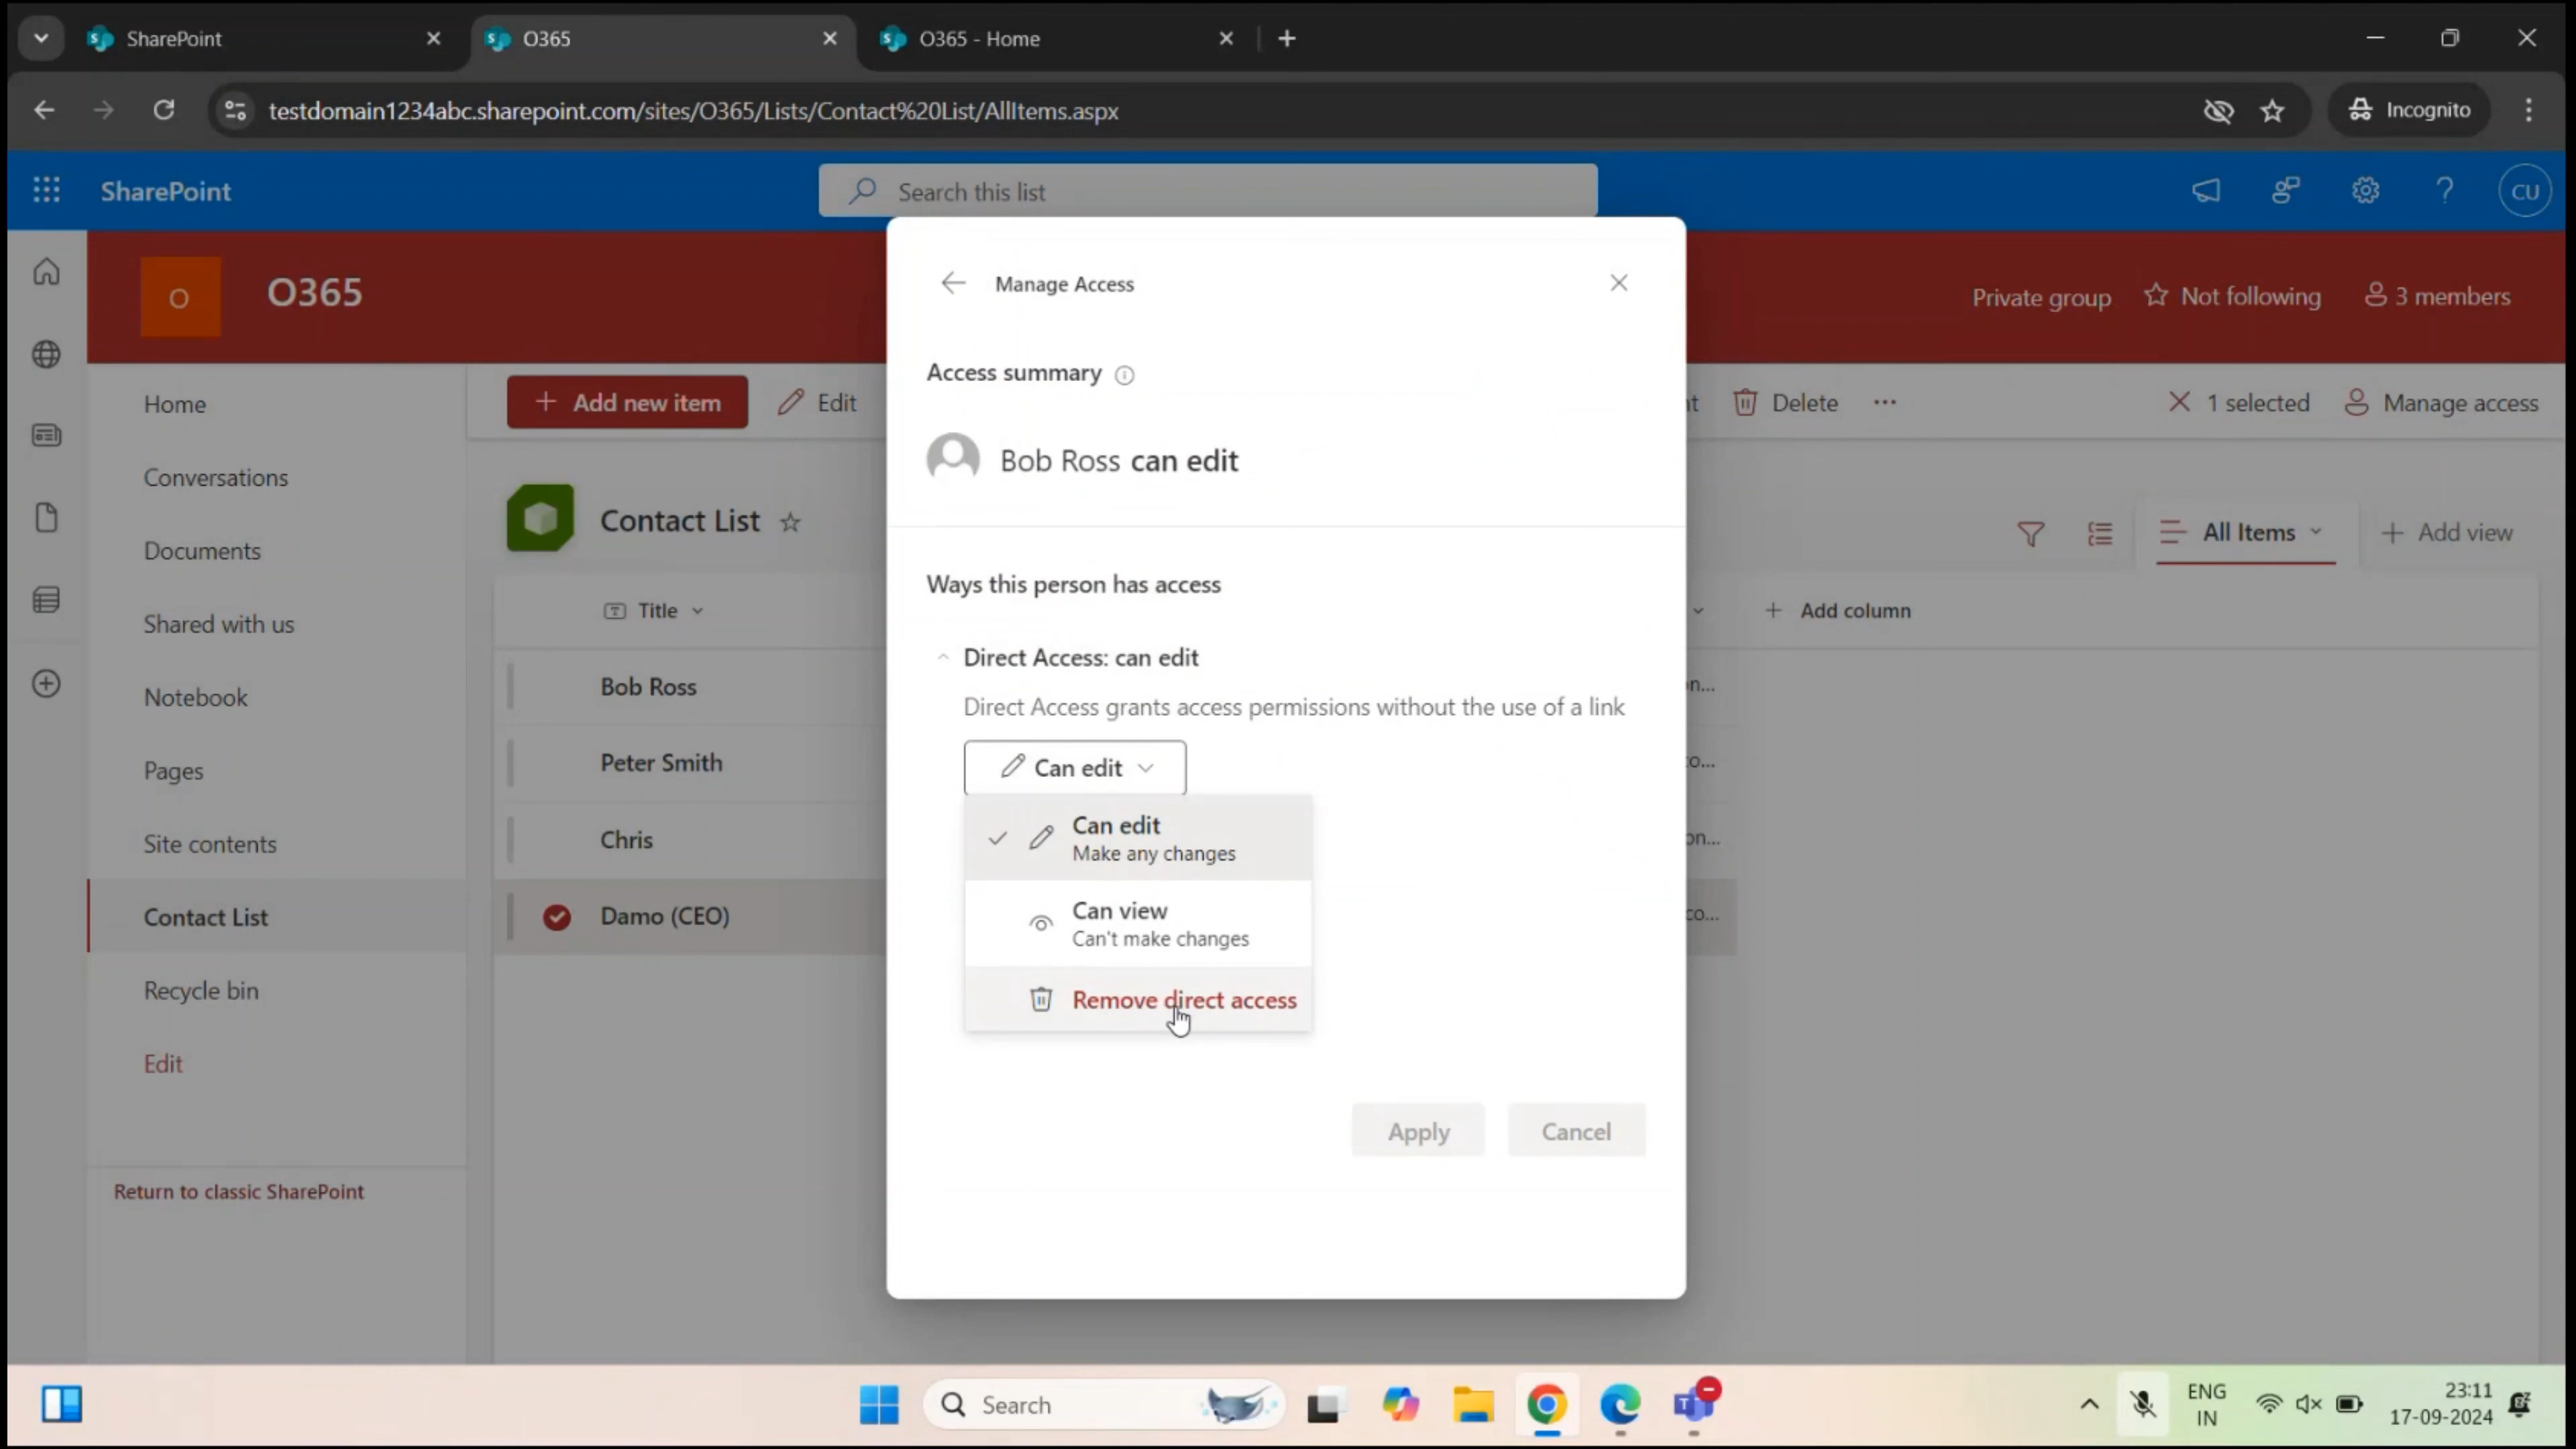 SharePoint
O365
O365 - Home
testdomain1234abc.sharepoint.com/sites/O365/Lists/Contact%20List/AllItems.aspx
Incognito
SharePoint
Search this list
CU
O
O365
Private group
Not following
3 members
Manage Access
Access summary
Bob Ross can edit
Ways this person has access
Direct Access: can edit
Direct Access grants access permissions without the use of a link
Can edit
Can edit
Make any changes
Can view
Can't make changes
Remove direct access
Apply
Cancel
Home
Conversations
Documents
Shared with us
Notebook
Pages
Site contents
Contact List
Recycle bin
Edit
Return to classic SharePoint
Add new item
Edit
Delete
1 selected
Manage access
Contact List
All Items
Add view
Title
Add column
Bob Ross
Peter Smith
Chris
Damo (CEO)
Search
ENG
IN
23:11
17-09-2024